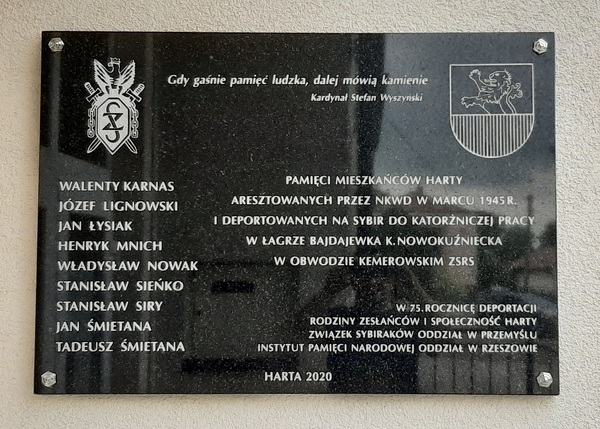 Gdy gaśnie pamięć ludzka, dalej mówią kamienie
Kardynał Stefan Wyszyński
WALENTY KARNAS
JÓZEF LIGNOWSKI
JAN ŁYSIAK
HENRYK MNICH
WŁADYSŁAW NOWAK
STANISŁAW SIEŃKO
STANISŁAW SIRY
JAN ŚMIETANA
TADEUSZ ŚMIETANA
PAMIĘCI MIESZKAŃCÓW HARTY
ARESZTOWANYCH PRZEZ NKWD W MARCU 1945 R.
I DEPORTOWANYCH NA SYBIR DO KATORŻNICZEJ PRACY
W ŁAGRZE BAJDAJEWKA K. NOWOKUŹNIECKA
W OBWODZIE KEMEROWSKIM ZSRS
W 75. ROCZNICĘ DEPORTACJI
RODZINY ZESŁAŃCÓW I SPOŁECZNOŚĆ HARTY
ZWIĄZEK SYBIRAKÓW ODDZIAŁ W PRZEMYŚLU
INSTYTUT PAMIĘCI NARODOWEJ ODDZIAŁ W RZESZOWIE
HARTA 2020